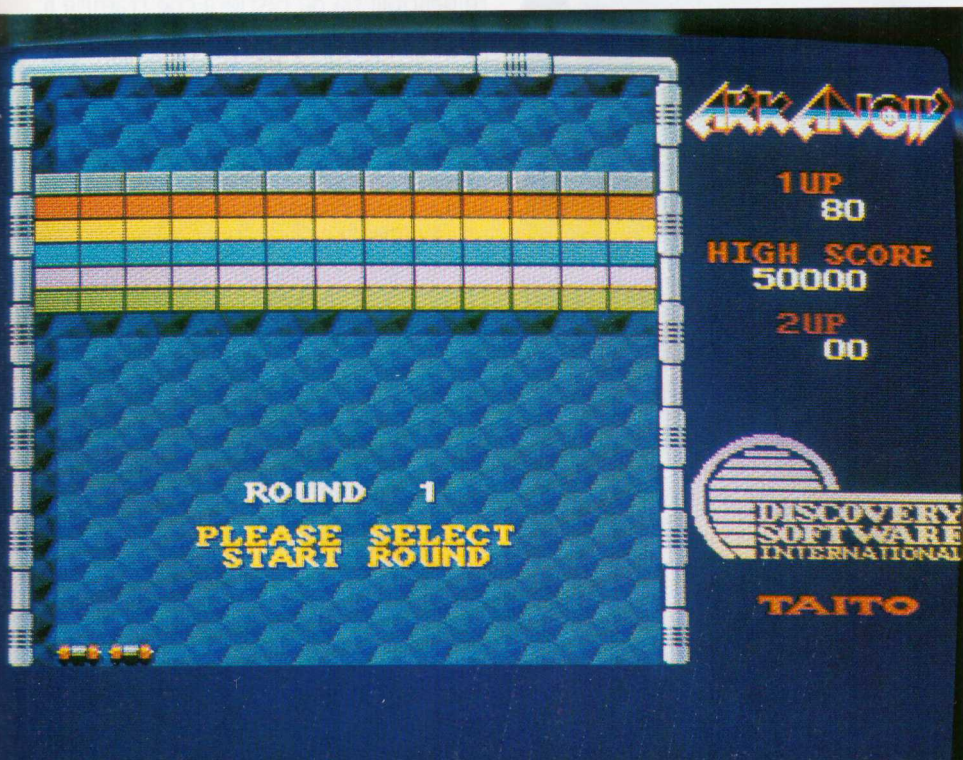 ARKANOID
1UP
80
HIGH SCORE
50000
2UP
00
ROUND 1
PLEASE SELECT
START ROUND
DISCOVERY
SOFTWARE
INTERNATIONAL
TAITO